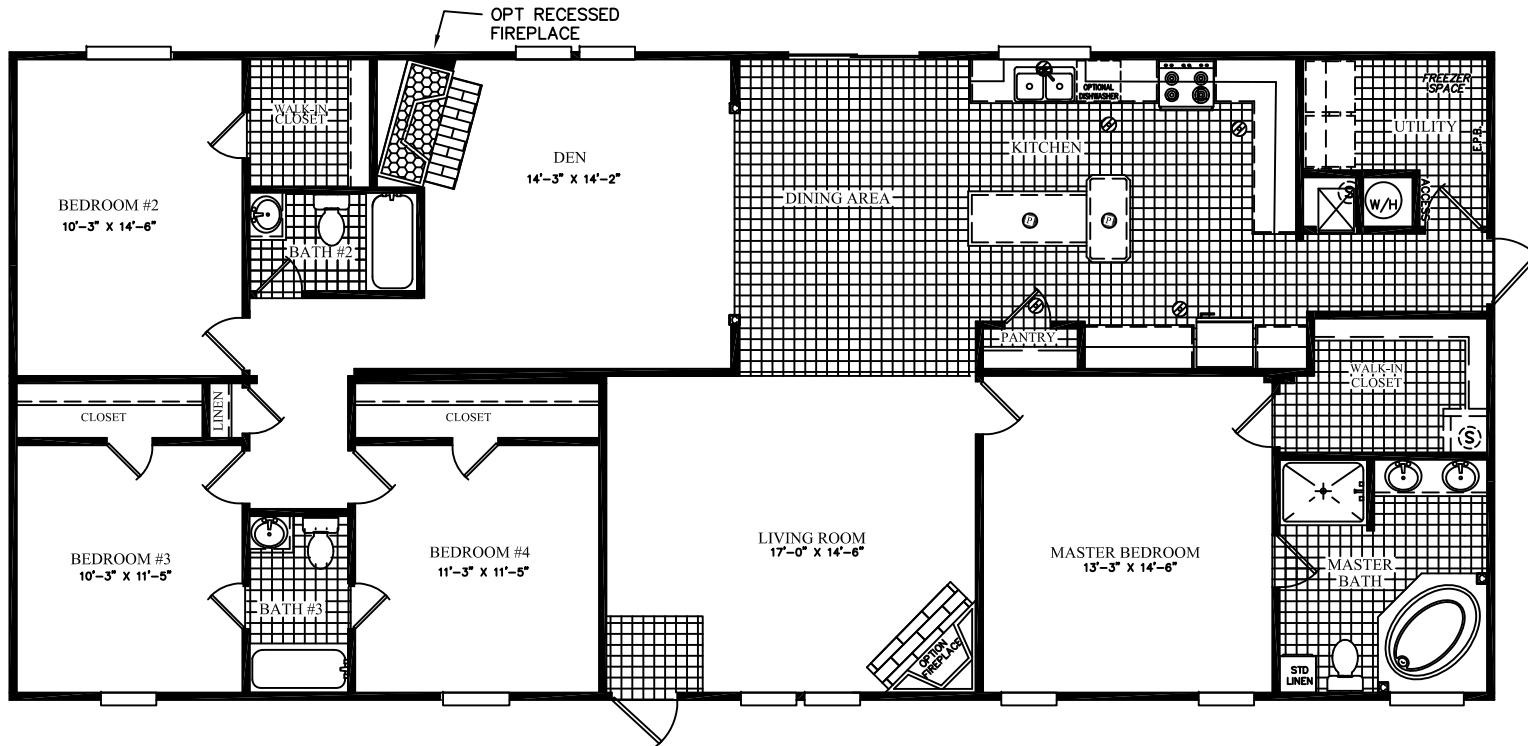 OPT RECESSED
FIREPLACE
WALK-IN
CLOSET
DEN
14'-3" X 14'-2"
BEDROOM #2
10'-3" X 14'-6"
BATH #2
DINING AREA
KITCHEN
OPTIONAL
DISHWASHER
H
H
P
P
H
H
PANTRY
FREEZER
SPACE
UTILITY
E.P.B.
S
W/H
ACCESS
WALK-IN
CLOSET
S
CLOSET
LINEN
CLOSET
BEDROOM #3
10'-3" X 11'-5"
BATH #3
BEDROOM #4
11'-3" X 11'-5"
LIVING ROOM
17'-0" X 14'-6"
OPTION
FIREPLACE
MASTER BEDROOM
13'-3" X 14'-6"
MASTER
BATH
STD
LINEN